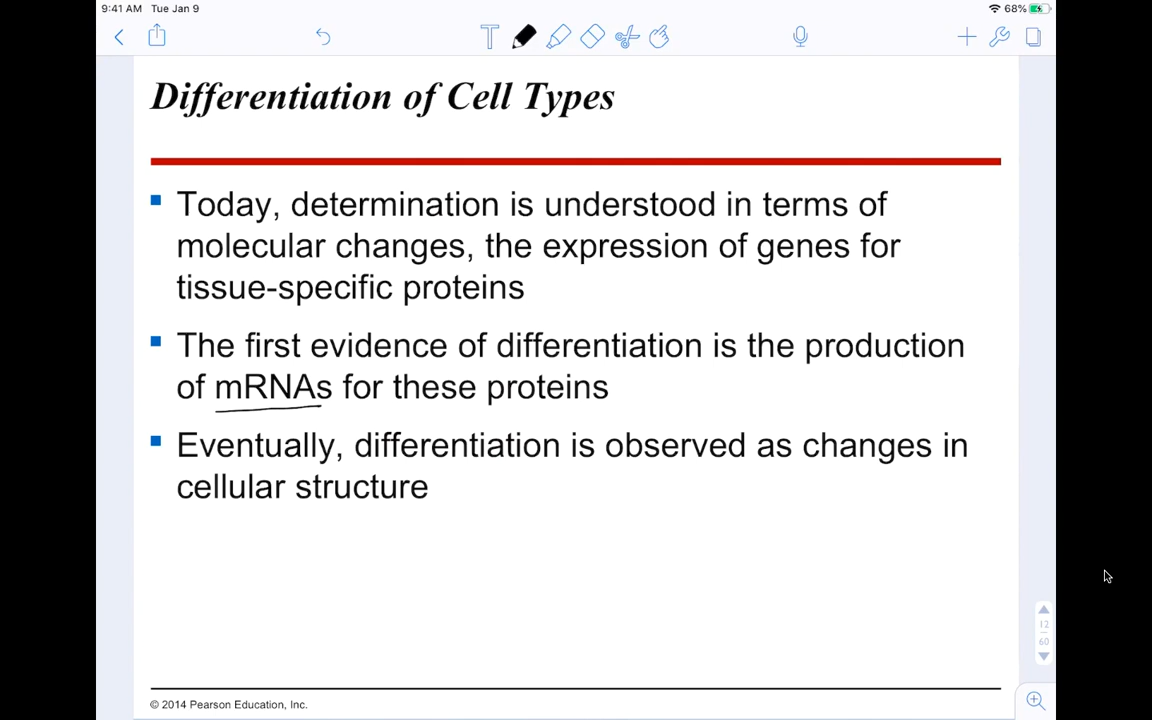 9:41 AM Tue Jan 9
68%
T
Differentiation of Cell Types
Today, determination is understood in terms of
molecular changes, the expression of genes for
tissue-specific proteins
The first evidence of differentiation is the production
of mRNAs for these proteins
Eventually, differentiation is observed as changes in
cellular structure
12
60
© 2014 Pearson Education, Inc.